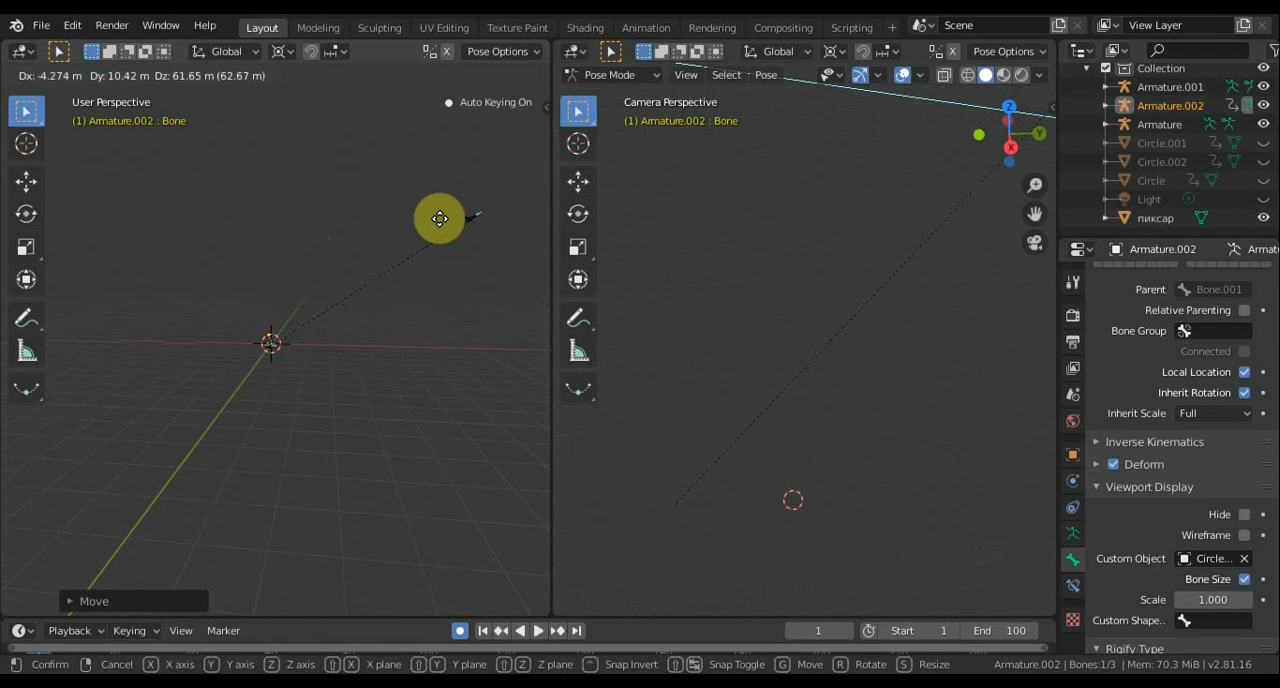 File Edit Render Window Help Layout Modeling Sculpting UV Editing Texture Paint Shading Animation Rendering Compositing Scripting + Scene View Layer
Global Pose Options Global Pose Options
Dx: -4.274 m Dy: 10.42 m Dz: 61.65 m (62.67 m)
Pose Mode View Select Pose
User Perspective
(1) Armature.002 : Bone
Auto Keying On
Camera Perspective
(1) Armature.002 : Bone
Z
Y
X
Collection
Armature.001
Armature.002
Armature
Circle.001
Circle.002
Circle
Light
пиксар
Armature.002 Armat
Parent Bone.001
Relative Parenting
Bone Group
Connected
Local Location
Inherit Rotation
Inherit Scale Full
Inverse Kinematics
Deform
Viewport Display
Hide
Wireframe
Custom Object Circle...
Bone Size
Scale 1.000
Custom Shape..
Rigify Type
Move
Playback Keying View Marker 1 Start 1 End 100
Confirm Cancel X X axis Y Y axis Z Z axis X X plane Y Y plane Z Z plane Snap Invert Snap Toggle G Move R Rotate S Resize Armature.002 | Bones:1/3 | Mem: 70.3 MiB | v2.81.16